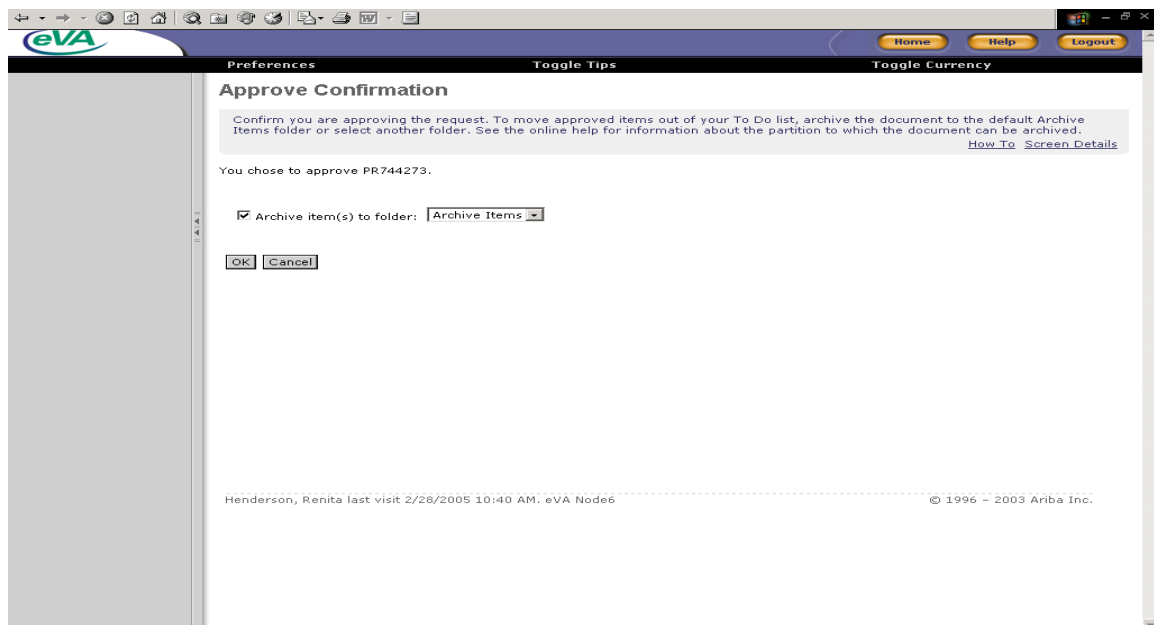 eVA
Home Help Logout
Preferences Toggle Tips Toggle Currency
Approve Confirmation
Confirm you are approving the request. To move approved items out of your To Do list, archive the document to the default Archive
Items folder or select another folder. See the online help for information about the partition to which the document can be archived.
How To Screen Details
You chose to approve PR744273.
Archive item(s) to folder: Archive Items
OK Cancel
Henderson, Renita last visit 2/28/2005 10:40 AM. eVA Node6 © 1996 – 2003 Ariba Inc.